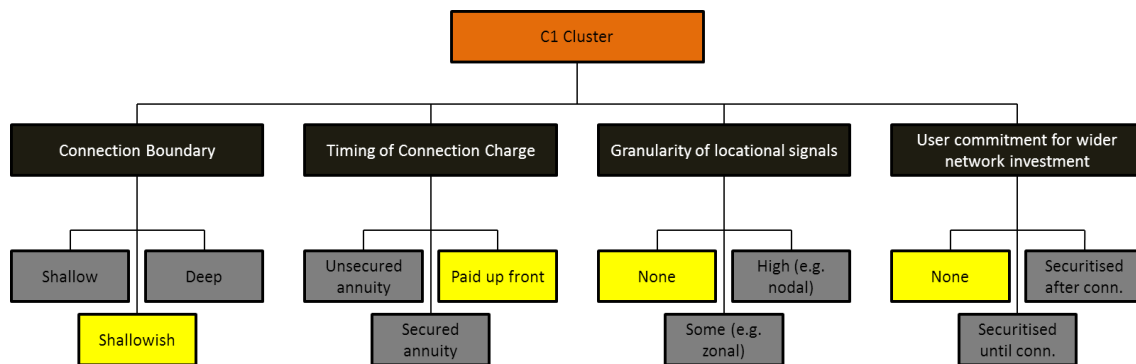 C1 Cluster
Connection Boundary
Timing of Connection Charge
Granularity of locational signals
User commitment for wider
network investment
Shallow
Deep
Shallowish
Unsecured
annuity
Paid up front
Secured
annuity
None
High (e.g.
nodal)
Some (e.g.
zonal)
None
Securitised
after conn.
Securitised
until conn.